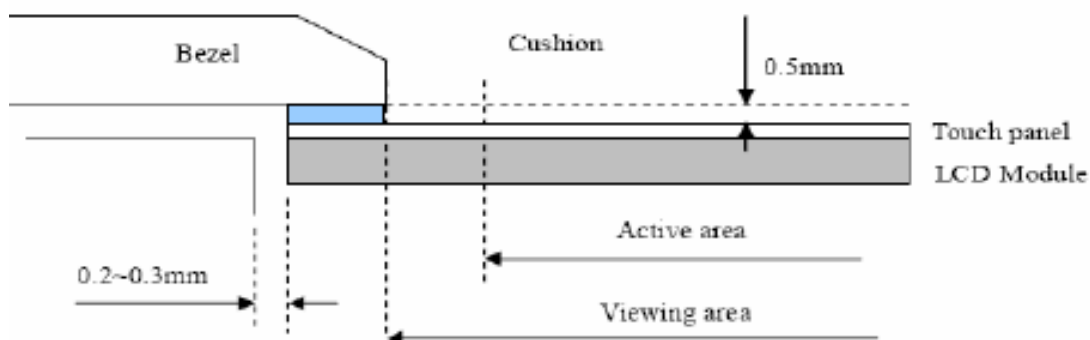 Cushion
Bezel
0.5mm
Touch panel
LCD Module
Active area
0.2~0.3mm
Viewing area